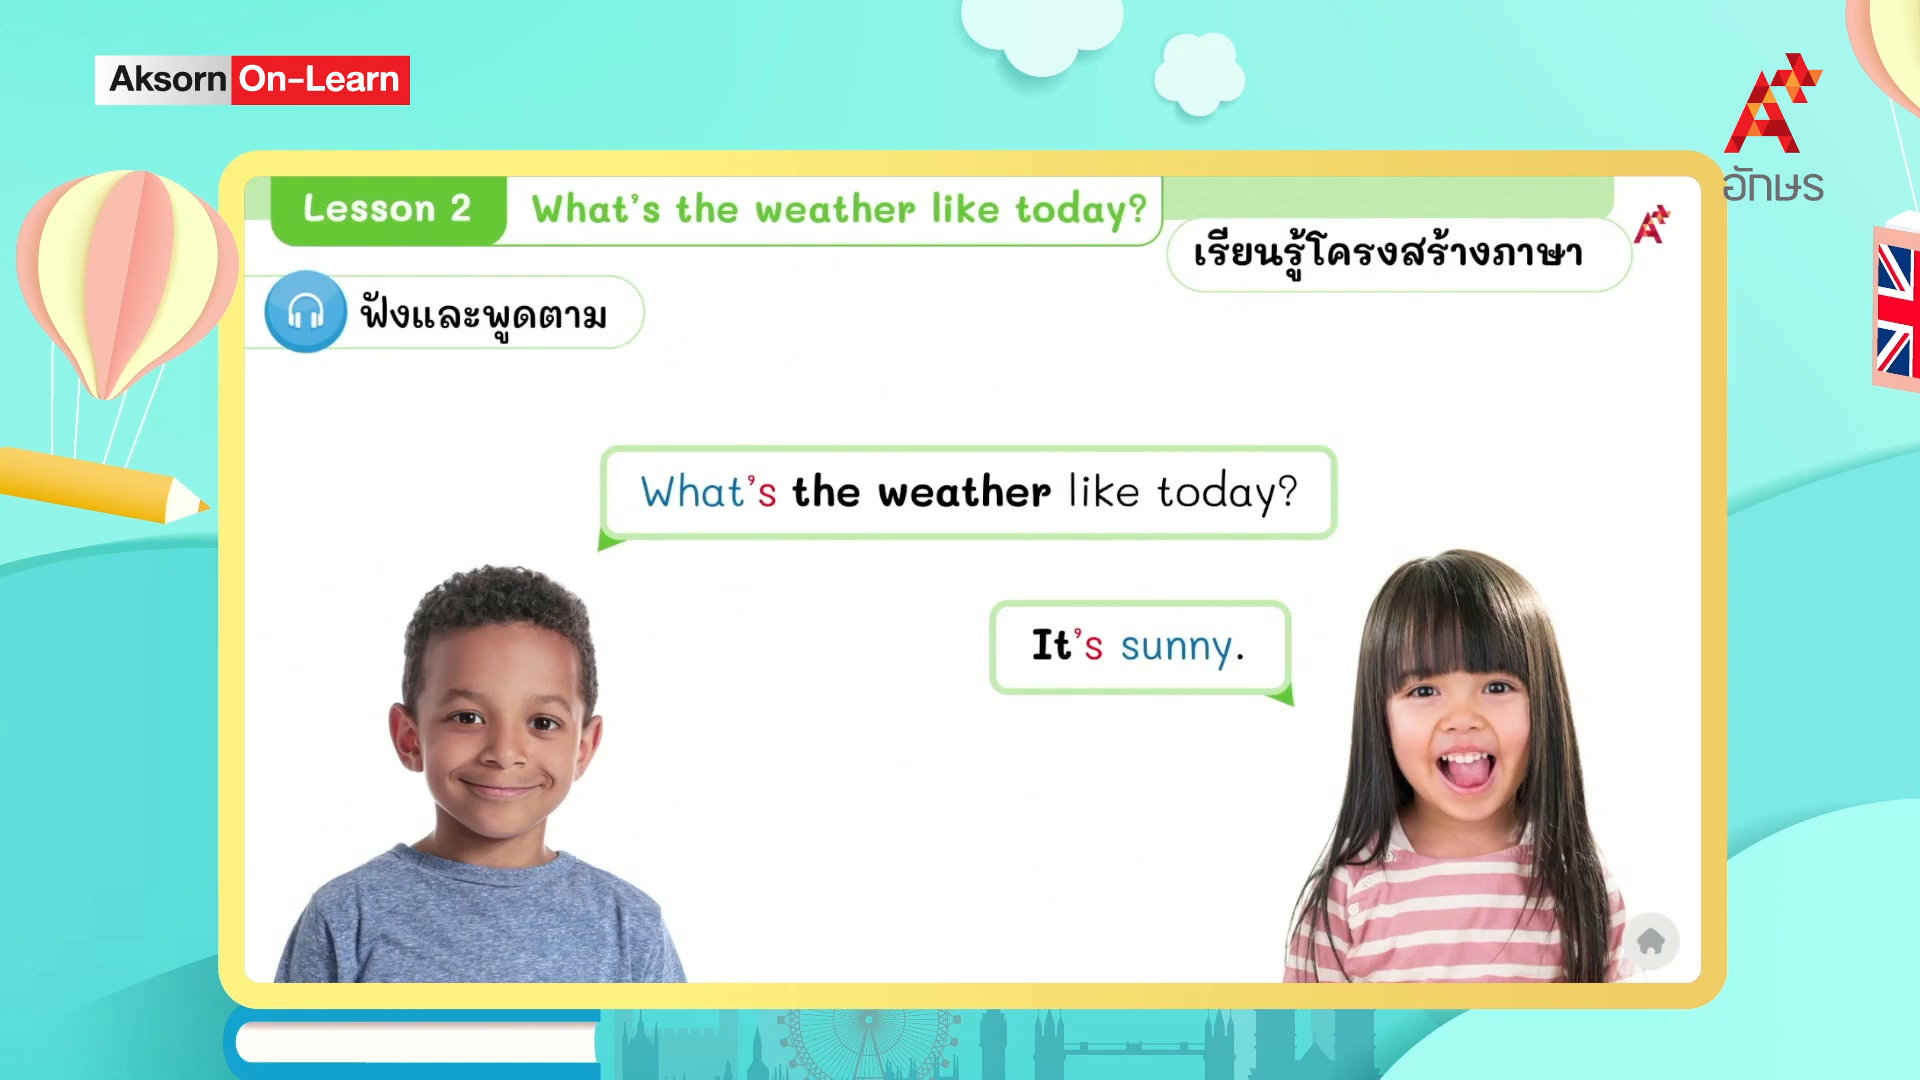 Aksorn On-Learn
อักษร
Lesson 2 What's the weather like today?
เรียนรู้โครงสร้างภาษา
ฟังและพูดตาม
What's the weather like today?
It's sunny.